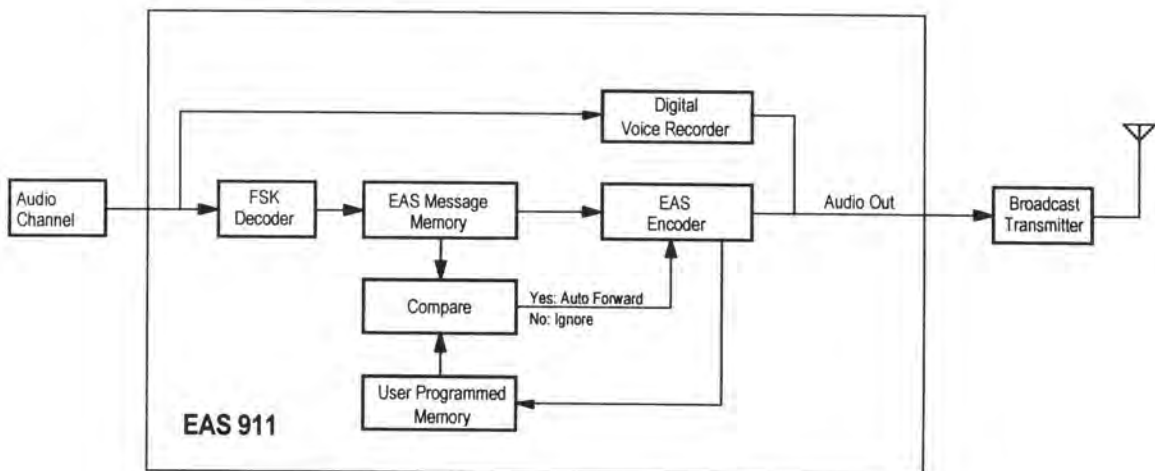 Digital
Voice Recorder
Audio
Channel
FSK
Decoder
EAS Message
Memory
EAS
Encoder
Audio Out
Broadcast
Transmitter
Compare
Yes: Auto Forward
No: Ignore
User Programmed
Memory
EAS 911